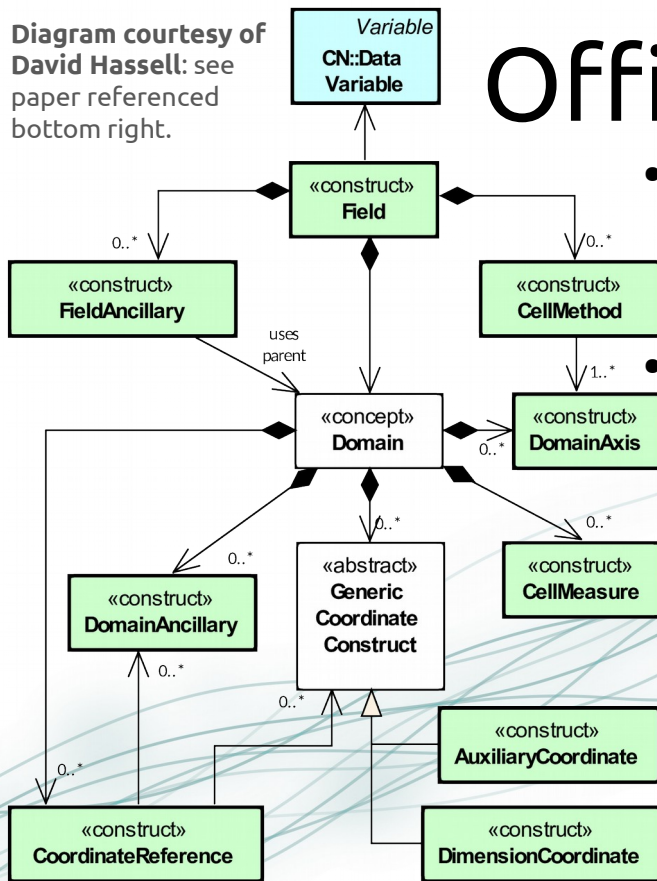 Diagram courtesy of
David Hassell: see
paper referenced
bottom right.
Variable
CN::Data
Variable
Offi
•
«construct»
Field
0..*
0..*
«construct»
FieldAncillary
«construct»
CellMethod
uses
parent
1..*
•
«concept»
Domain
«construct»
DomainAxis
0..*
0..*
0..*
0..*
«construct»
DomainAncillary
«abstract»
Generic
Coordinate
Construct
«construct»
CellMeasure
0..*
0..*
0..*
«construct»
AuxiliaryCoordinate
«construct»
CoordinateReference
«construct»
DimensionCoordinate